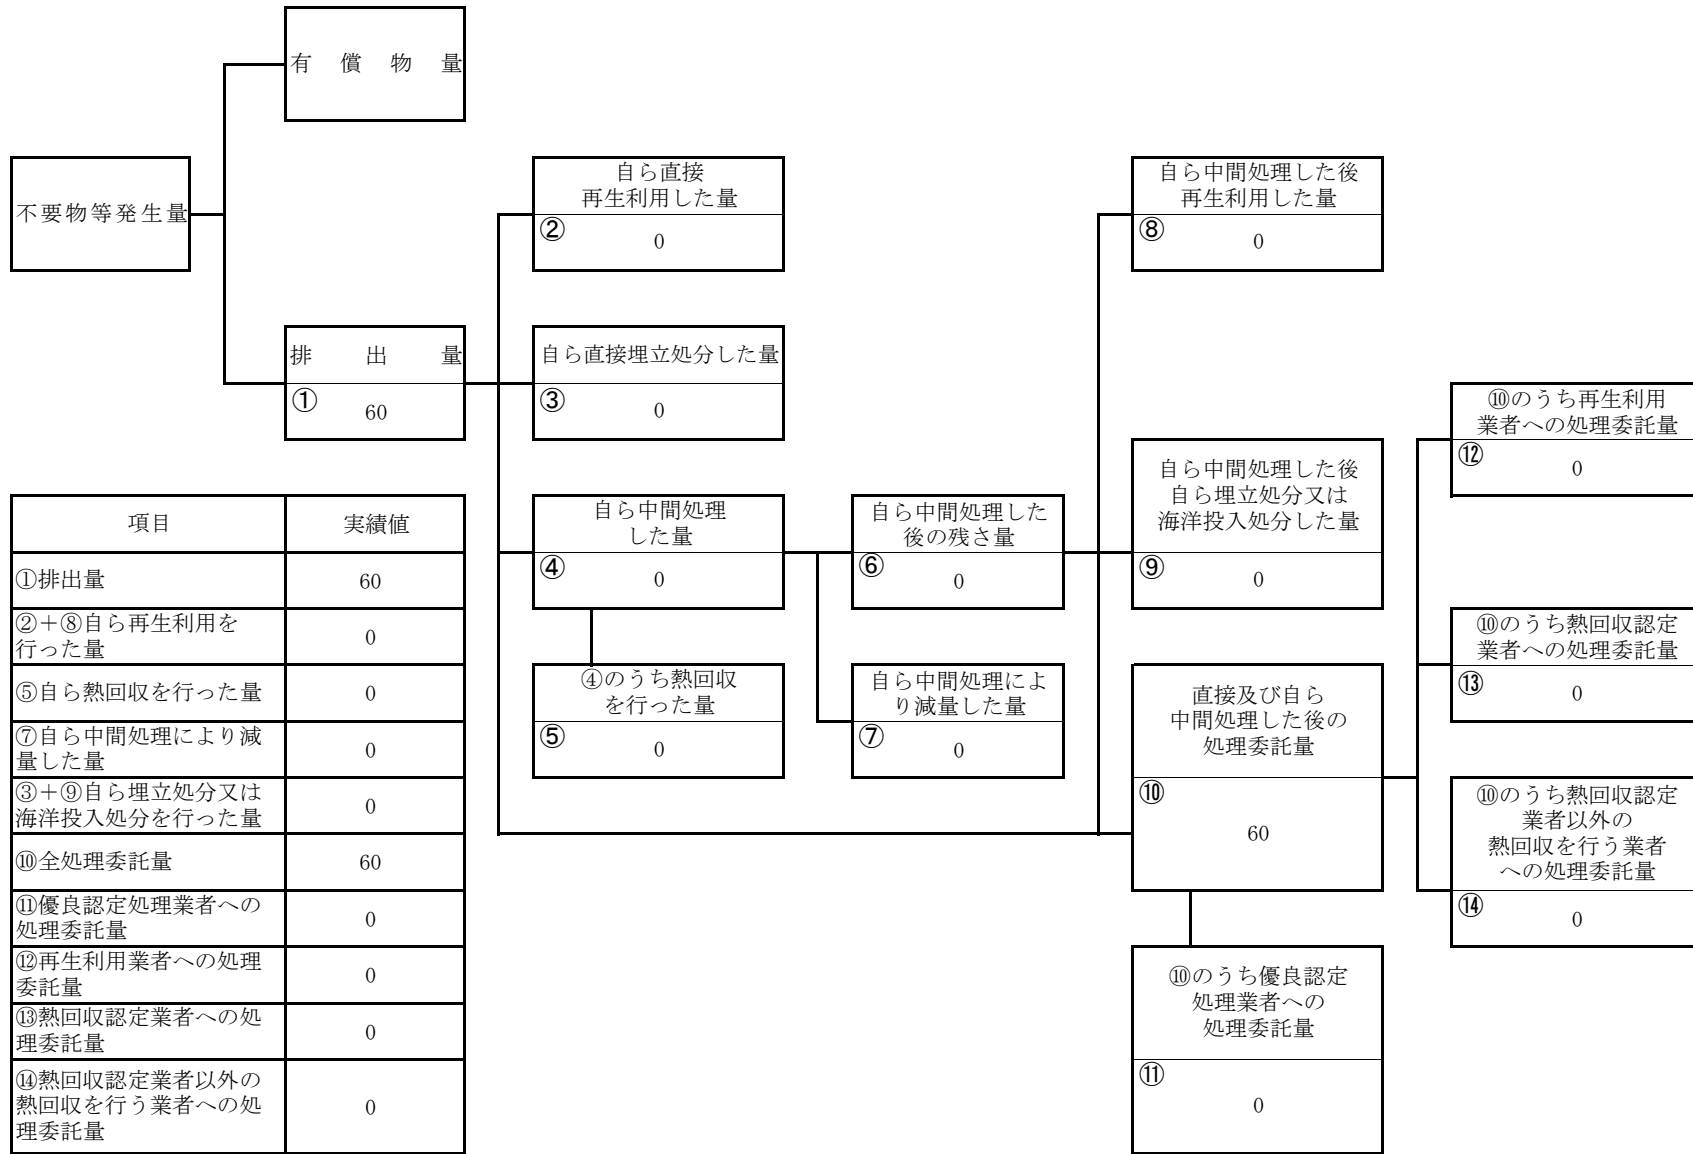 有償物量
不要物等発生量
排出量
①
60
自ら直接
再生利用した量
②
0
自ら直接埋立処分した量
③
0
自ら中間処理
した量
④
0
④のうち熱回収
を行った量
⑤
0
自ら中間処理した
後の残さ量
⑥
0
自ら中間処理によ
り減量した量
⑦
0
自ら中間処理した後
再生利用した量
⑧
0
自ら中間処理した後
自ら埋立処分又は
海洋投入処分した量
⑨
0
直接及び自ら
中間処理した後の
処理委託量
⑩
60
⑩のうち優良認定
処理業者への
処理委託量
⑪
0
⑩のうち再生利用
業者への処理委託量
⑫
0
⑩のうち熱回収認定
業者への処理委託量
⑬
0
⑩のうち熱回収認定
業者以外の
熱回収を行う業者
への処理委託量
⑭
0
項目 実績値
①排出量 60
②+⑧自ら再生利用を
行った量
0
⑤自ら熱回収を行った量 0
⑦自ら中間処理により減
量した量
0
③+⑨自ら埋立処分又は
海洋投入処分を行った量
0
⑩全処理委託量 60
⑪優良認定処理業者への
処理委託量
0
⑫再生利用業者への処理
委託量
0
⑬熱回収認定業者への処
理委託量
0
⑭熱回収認定業者以外の
熱回収を行う業者への処
理委託量
0